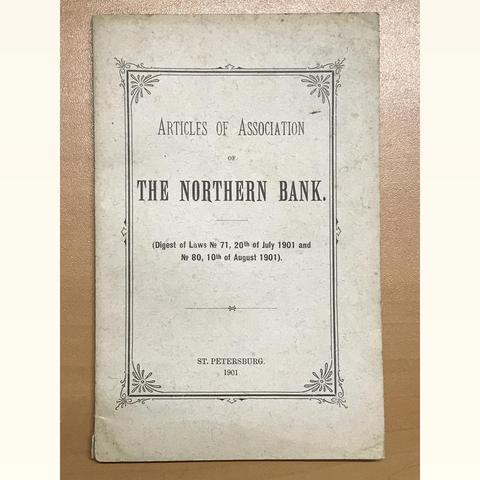 ARTICLES OF ASSOCIATION
OF
THE NORTHERN BANK.
(Digest of Laws № 71, 20th of July 1901 and
№ 80, 10th of August 1901).
ST. PETERSBURG.
1901